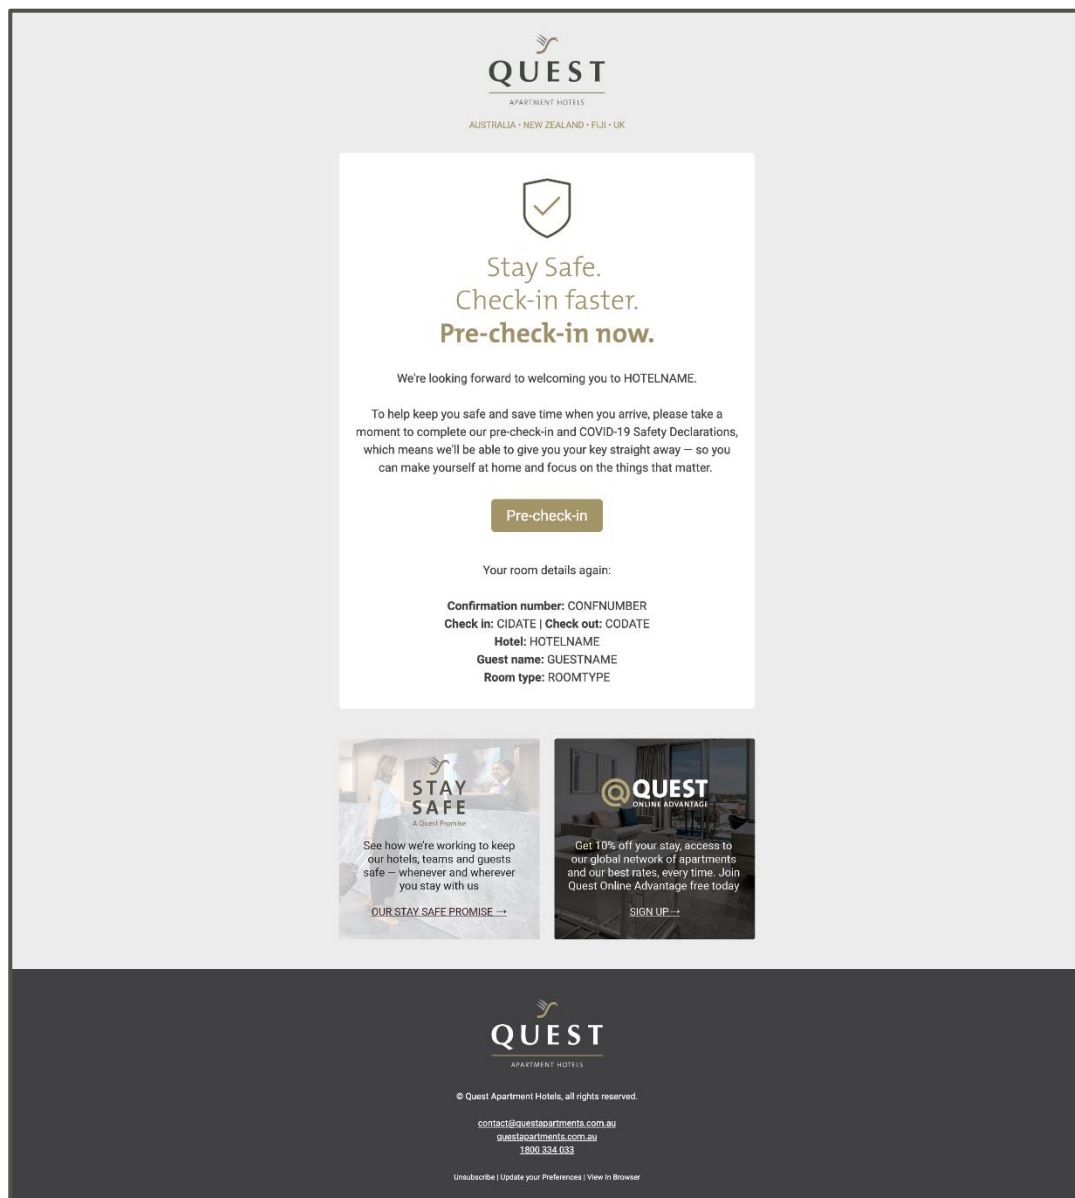 QUEST
APARTMENT HOTELS
AUSTRALIA • NEW ZEALAND • FIJI • UK
Stay Safe.
Check-in faster.
Pre-check-in now.
We're looking forward to welcoming you to HOTELNAME.
To help keep you safe and save time when you arrive, please take a
moment to complete our pre-check-in and COVID-19 Safety Declarations,
which means we'll be able to give you your key straight away — so you
can make yourself at home and focus on the things that matter.
Pre-check-in
Your room details again:
Confirmation number: CONFNUMBER
Check in: CIDATE | Check out: CODATE
Hotel: HOTELNAME
Guest name: GUESTNAME
Room type: ROOMTYPE
STAY
SAFE
A Quest Promise
See how we're working to keep
our hotels, teams and guests
safe — whenever and wherever
you stay with us
OUR STAY SAFE PROMISE →
@QUEST
ONLINE ADVANTAGE
Get 10% off your stay, access to
our global network of apartments
and our best rates, every time. Join
Quest Online Advantage free today
SIGN UP →
QUEST
APARTMENT HOTELS
© Quest Apartment Hotels, all rights reserved.
contact@questapartments.com.au
questapartments.com.au
1800 334 033
Unsubscribe | Update your Preferences | View In Browser